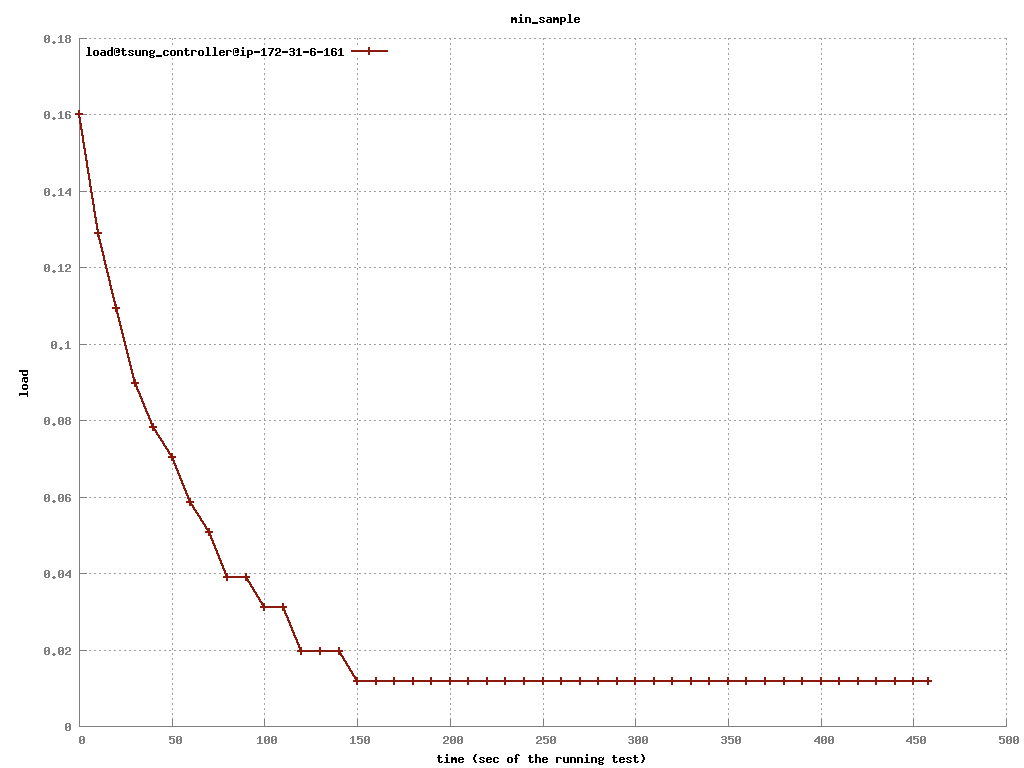 min_sample
load@tsung_controller@ip-172-31-6-161
0.18
0.16
0.14
0.12
0.1
0.08
0.06
0.04
0.02
0
load
0 50 100 150 200 250 300 350 400 450 500
time (sec of the running test)